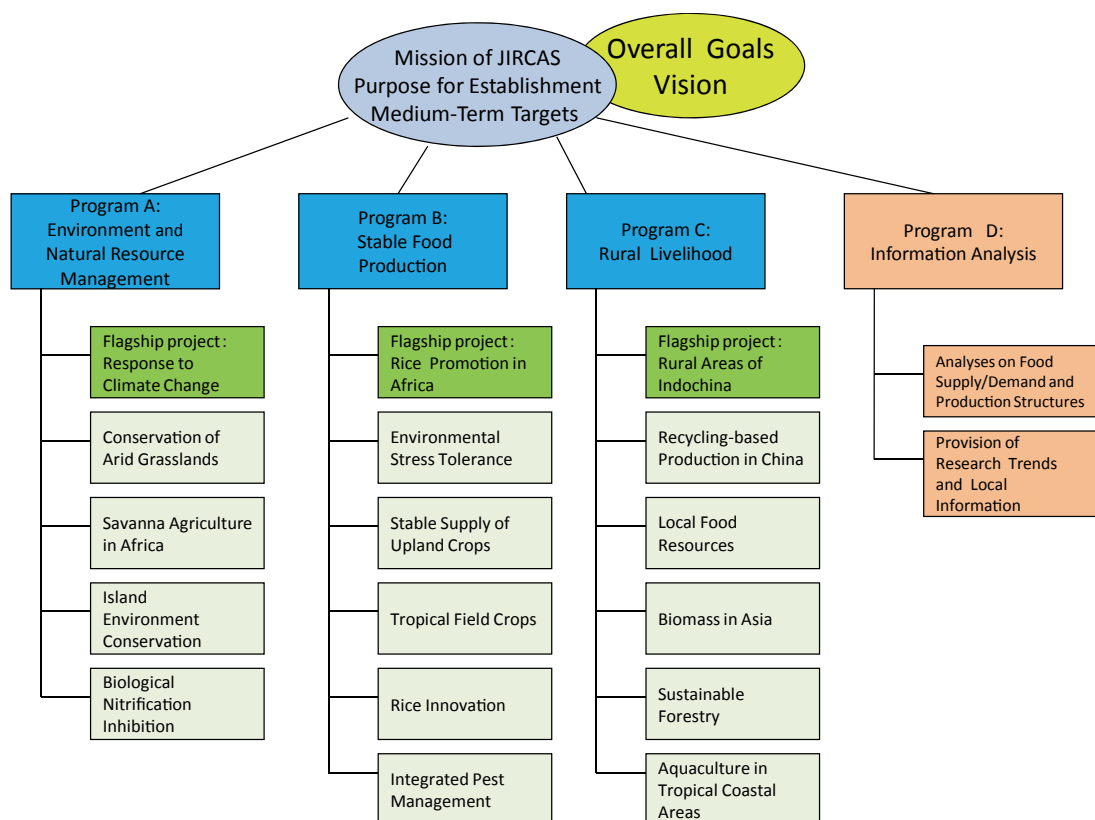 Mission of JIRCAS
Purpose for Establishment
Medium-Term Targets
Overall Goals
Vision
Program A:
Environment and
Natural Resource
Management
Program B:
Stable Food
Production
Program C:
Rural Livelihood
Program D:
Information Analysis
Flagship project :
Response to
Climate Change
Conservation of
Arid Grasslands
Savanna Agriculture
in Africa
Island
Environment
Conservation
Biological
Nitrification
Inhibition
Flagship project :
Rice Promotion in
Africa
Environmental
Stress Tolerance
Stable Supply of
Upland Crops
Tropical Field Crops
Rice Innovation
Integrated Pest
Management
Flagship project :
Rural Areas of
Indochina
Recycling-based
Production in China
Local Food
Resources
Biomass in Asia
Sustainable
Forestry
Aquaculture in
Tropical Coastal
Areas
Analyses on Food
Supply/Demand and
Production Structures
Provision of
Research Trends
and Local
Information